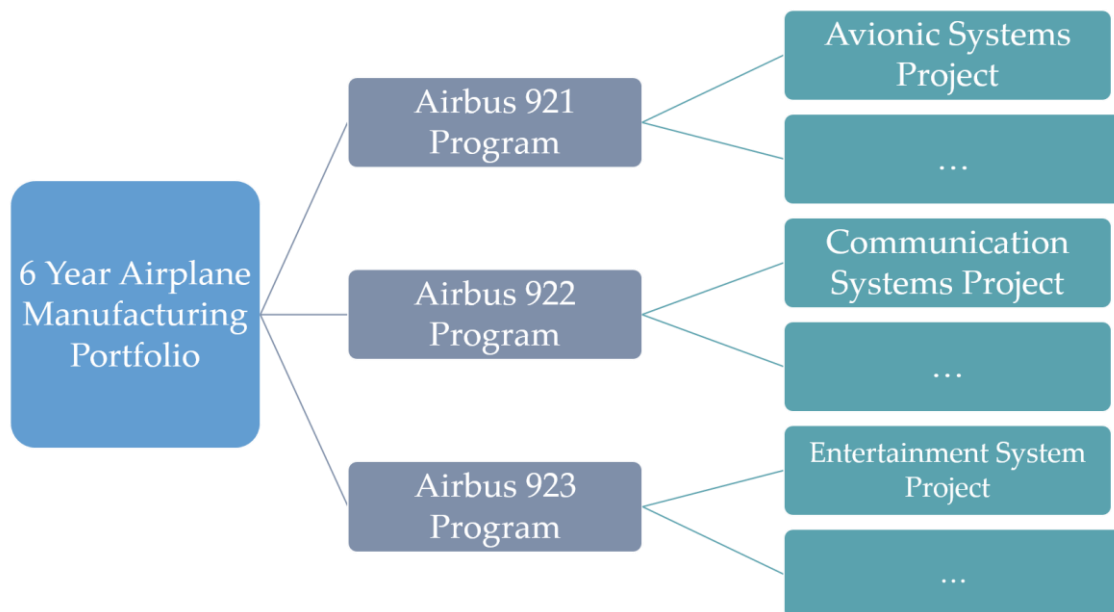 6 Year Airplane
Manufacturing
Portfolio
Airbus 921
Program
Airbus 922
Program
Airbus 923
Program
Avionic Systems
Project
…
Communication
Systems Project
…
Entertainment System
Project
…